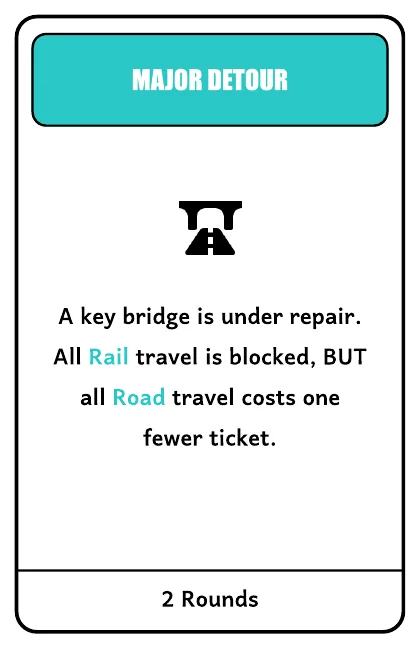 MAJOR DETOUR
A key bridge is under repair.
All Rail travel is blocked, BUT
all Road travel costs one
fewer ticket.
2 Rounds